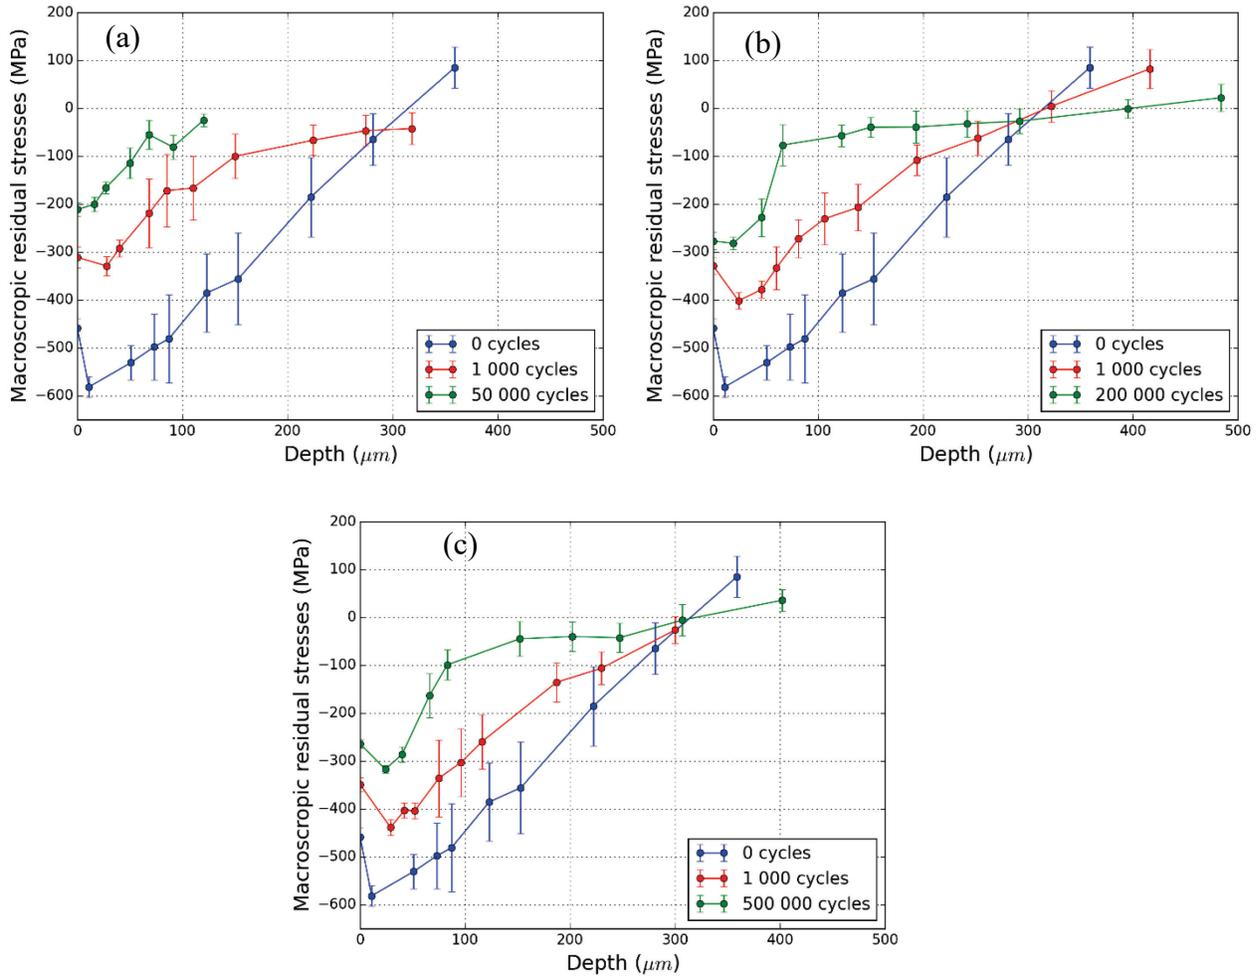 (a)
Macroscropic residual stresses (MPa)
200
100
0
−100
−200
−300
−400
−500
−600
0 100 200 300 400 500
Depth (μm)
0 cycles
1 000 cycles
50 000 cycles
(b)
Macroscropic residual stresses (MPa)
200
100
0
−100
−200
−300
−400
−500
−600
0 100 200 300 400 500
Depth (μm)
0 cycles
1 000 cycles
200 000 cycles
(c)
Macroscropic residual stresses (MPa)
200
100
0
−100
−200
−300
−400
−500
−600
0 100 200 300 400 500
Depth (μm)
0 cycles
1 000 cycles
500 000 cycles